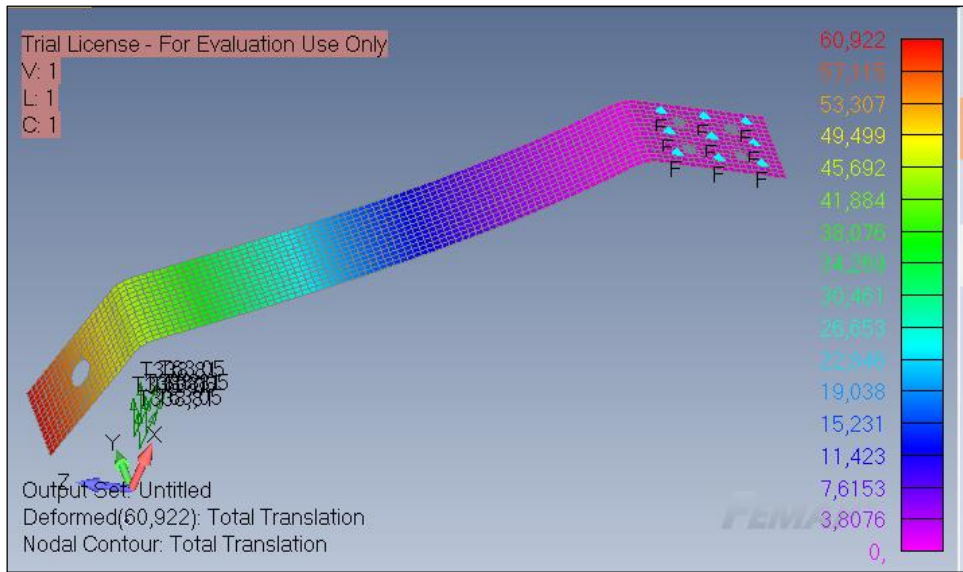 Trial License - For Evaluation Use Only
V: 1
L: 1
C: 1
60,922
57,115
53,307
49,499
45,692
41,884
38,076
34,269
30,461
26,653
22,846
19,038
15,231
11,423
7,6153
3,8076
0,
F F F
F F F
F F F
Y
X
Z
Output Set: Untitled
Deformed(60,922): Total Translation
Nodal Contour: Total Translation